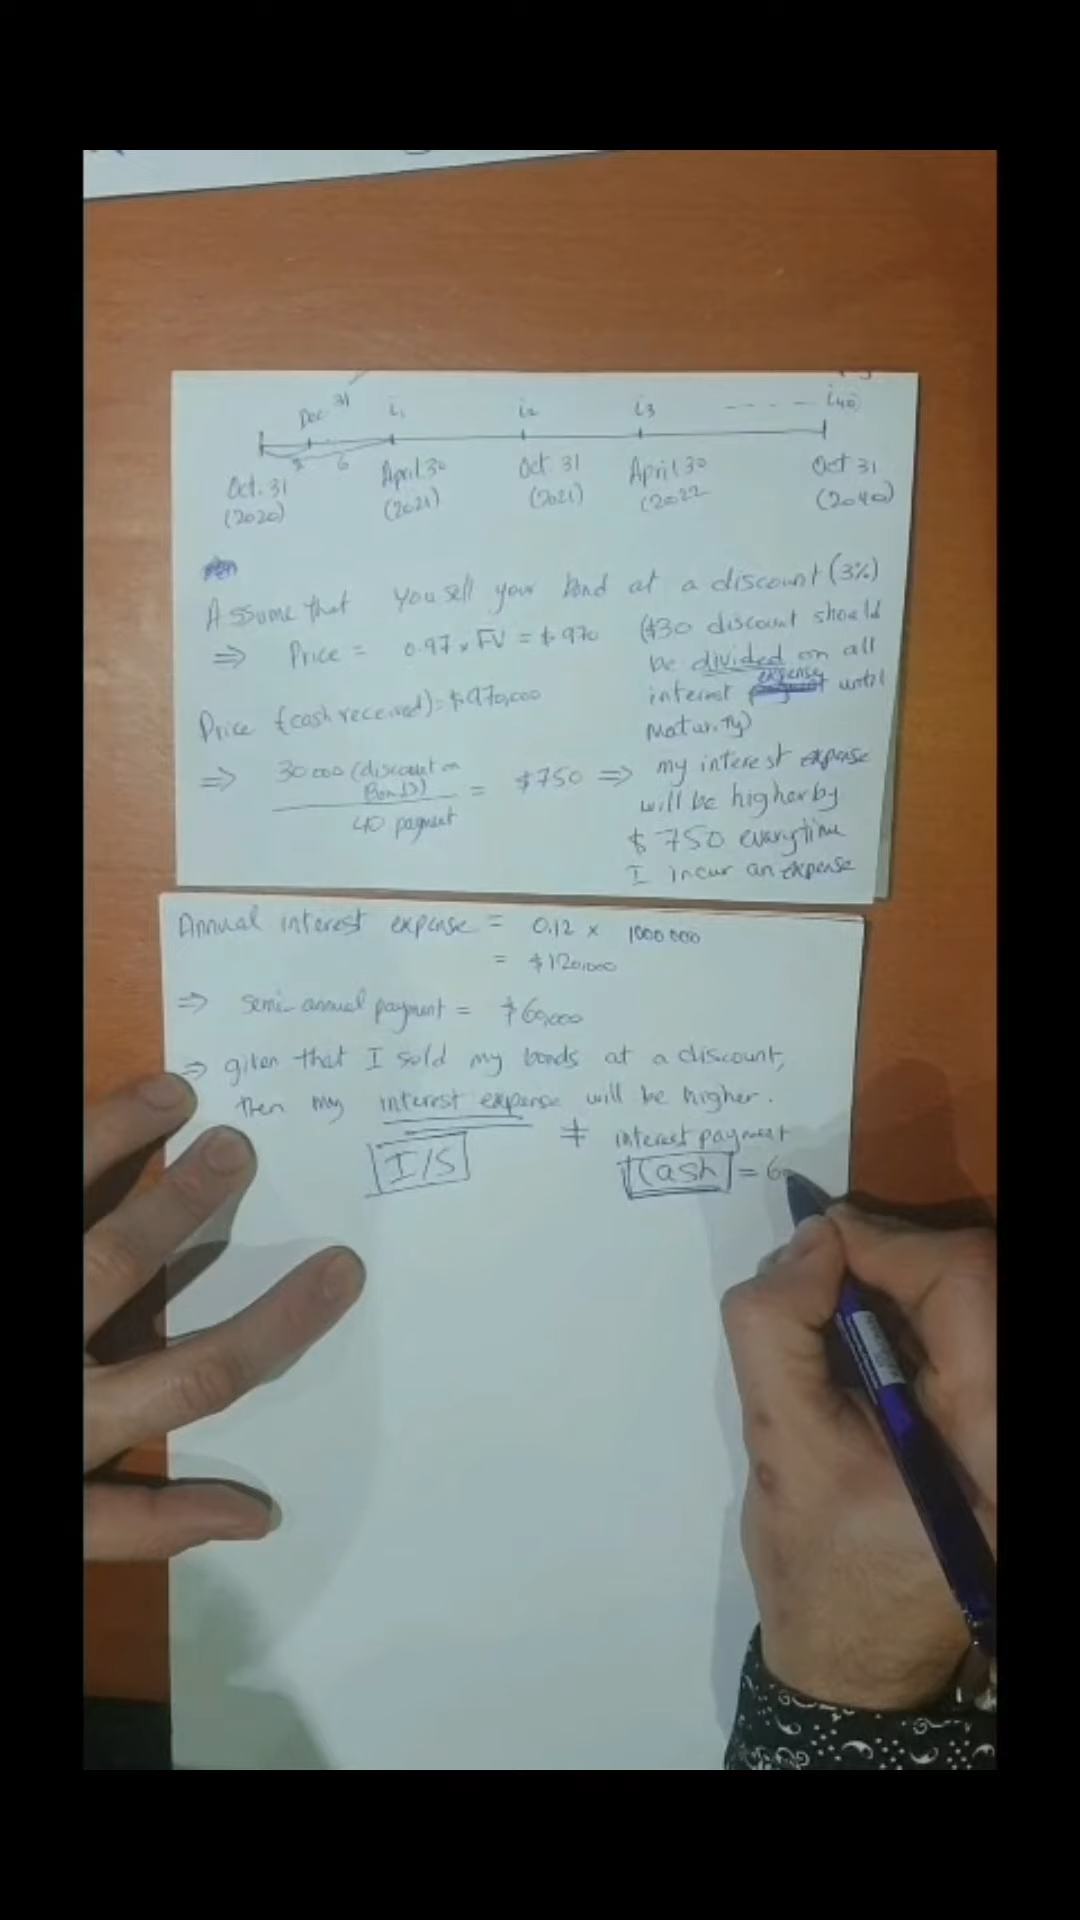 Dec 31 i1 i2 i3 - - - - - - i40
2 6
Oct. 31 April 30 Oct 31 April 30 Oct 31
(2020) (2021) (2021) (2022 (2040)
Assume that you sell your bond at a discount (3%)
⇒ Price = 0.97 x FV = $970 ($30 discount should
be divided on all
interest expense until
maturity)
Price (cash received) = $970,000
⇒ 30000 (discount on
Bonds)
40 payment
= $750 ⇒ my interest expense
will be higher by
$750 everytime
I incur an expense
Annual interest expense = 0.12 x 1000 000
= $120,000
⇒ semi-annual payment = $60,000
⇒ given that I sold my bonds at a discount,
then my interest expense will be higher.
≠ interest payment
I/S Cash = 60